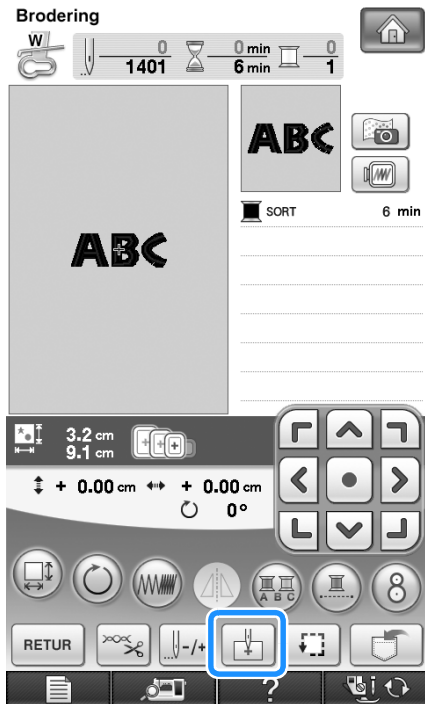 Brodering
W
0 0 min 0
1401 6 min 1
ABC
ABC
SORT 6 min
3.2 cm
9.1 cm
+ 0.00 cm + 0.00 cm
0°
A B C
8
RETUR
-/+
?